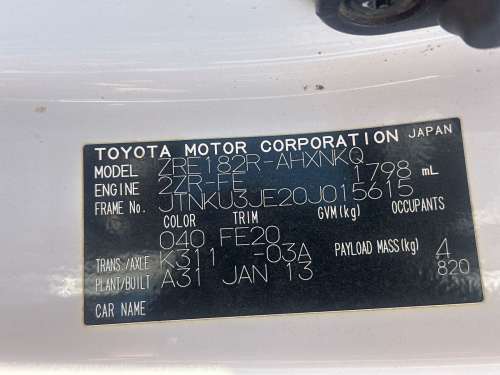 TOYOTA MOTOR CORPORATION JAPAN
MODEL ZRE182R-AHXNKQ
ENGINE 2ZR-FE 1798 mL
FRAME No. JTNKU3JE20J015615
COLOR TRIM GVM(kg) OCCUPANTS
040 FE20 4
TRANS./AXLE K311 -03A PAYLOAD MASS(kg) 820
PLANT/BUILT A31 JAN 13
CAR NAME